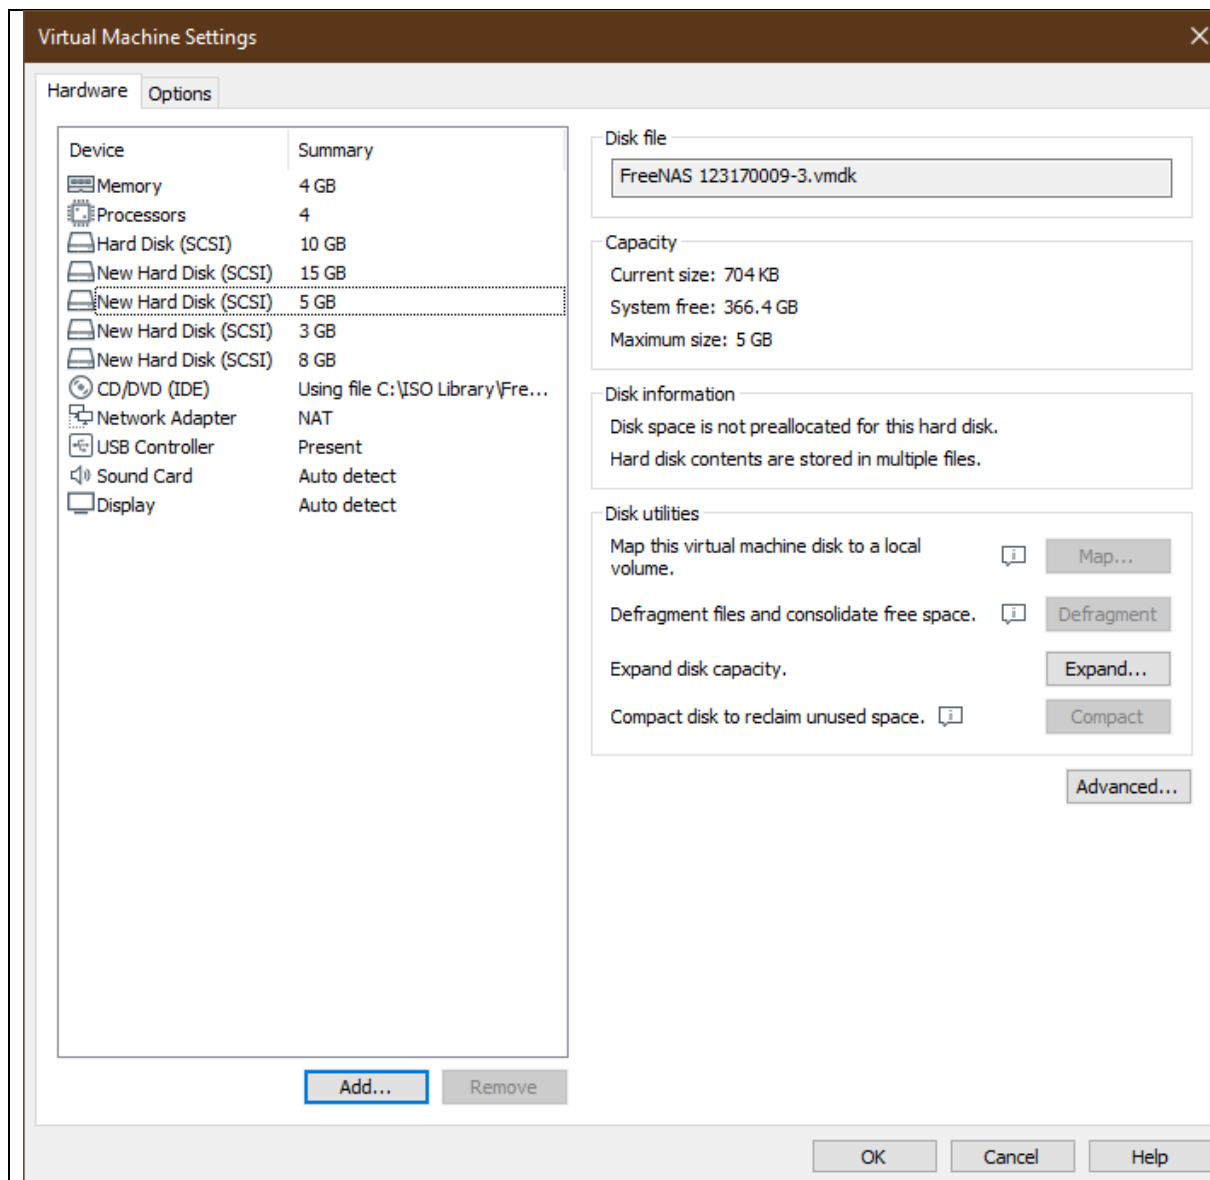 Virtual Machine Settings
Hardware
Options
Device Summary
Memory 4 GB
Processors 4
Hard Disk (SCSI) 10 GB
New Hard Disk (SCSI) 15 GB
New Hard Disk (SCSI) 5 GB
New Hard Disk (SCSI) 3 GB
New Hard Disk (SCSI) 8 GB
CD/DVD (IDE) Using file C:\ISO Library\Fre...
Network Adapter NAT
USB Controller Present
Sound Card Auto detect
Display Auto detect
Add... Remove
Disk file
FreeNAS 123170009-3.vmdk
Capacity
Current size: 704 KB
System free: 366.4 GB
Maximum size: 5 GB
Disk information
Disk space is not preallocated for this hard disk.
Hard disk contents are stored in multiple files.
Disk utilities
Map this virtual machine disk to a local
volume.
Map...
Defragment files and consolidate free space. Defragment
Expand disk capacity. Expand...
Compact disk to reclaim unused space. Compact
Advanced...
OK Cancel Help